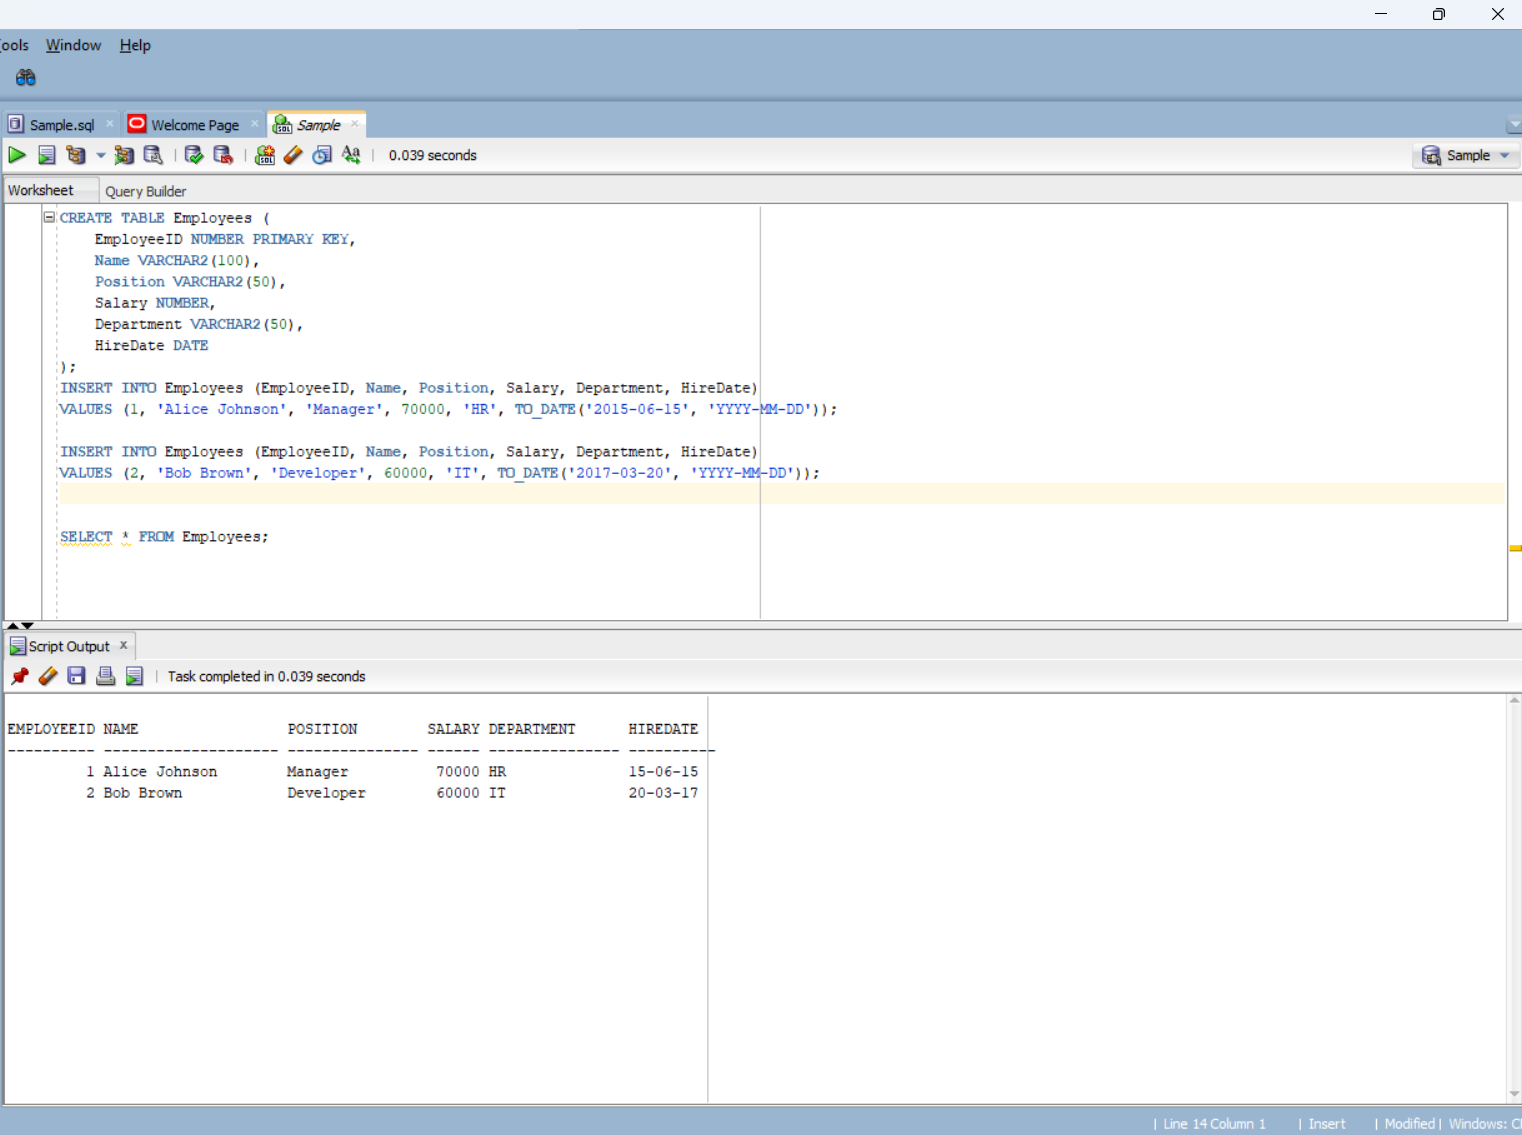 ools Window Help
Sample.sql Welcome Page Sample
0.039 seconds Sample
Worksheet Query Builder
CREATE TABLE Employees (
    EmployeeID NUMBER PRIMARY KEY,
    Name VARCHAR2(100),
    Position VARCHAR2(50),
    Salary NUMBER,
    Department VARCHAR2(50),
    HireDate DATE
);
INSERT INTO Employees (EmployeeID, Name, Position, Salary, Department, HireDate)
VALUES (1, 'Alice Johnson', 'Manager', 70000, 'HR', TO_DATE('2015-06-15', 'YYYY-MM-DD'));
INSERT INTO Employees (EmployeeID, Name, Position, Salary, Department, HireDate)
VALUES (2, 'Bob Brown', 'Developer', 60000, 'IT', TO_DATE('2017-03-20', 'YYYY-MM-DD'));
SELECT * FROM Employees;
Script Output
Task completed in 0.039 seconds
EMPLOYEEID NAME                 POSITION        SALARY DEPARTMENT      HIREDATE
---------- -------------------- --------------- ------ --------------- ----------
         1 Alice Johnson        Manager          70000 HR              15-06-15
         2 Bob Brown            Developer        60000 IT              20-03-17
| Line 14 Column 1 | Insert | Modified | Windows: